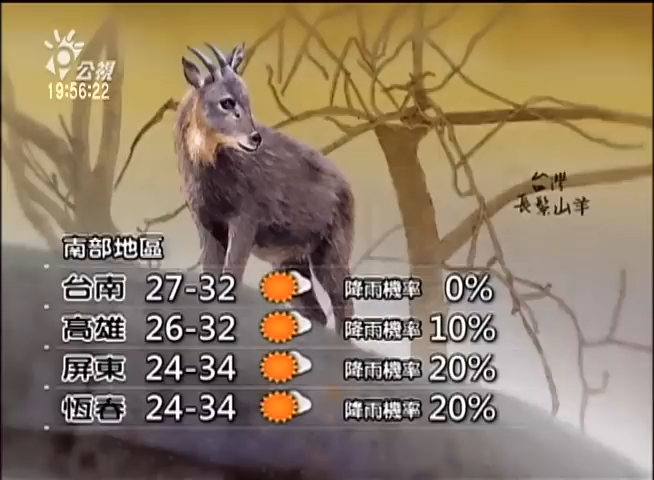 公視
19:56:22
台灣
長鬃山羊
南部地區
台南 27-32 降雨機率 0%
高雄 26-32 降雨機率 10%
屏東 24-34 降雨機率 20%
恆春 24-34 降雨機率 20%